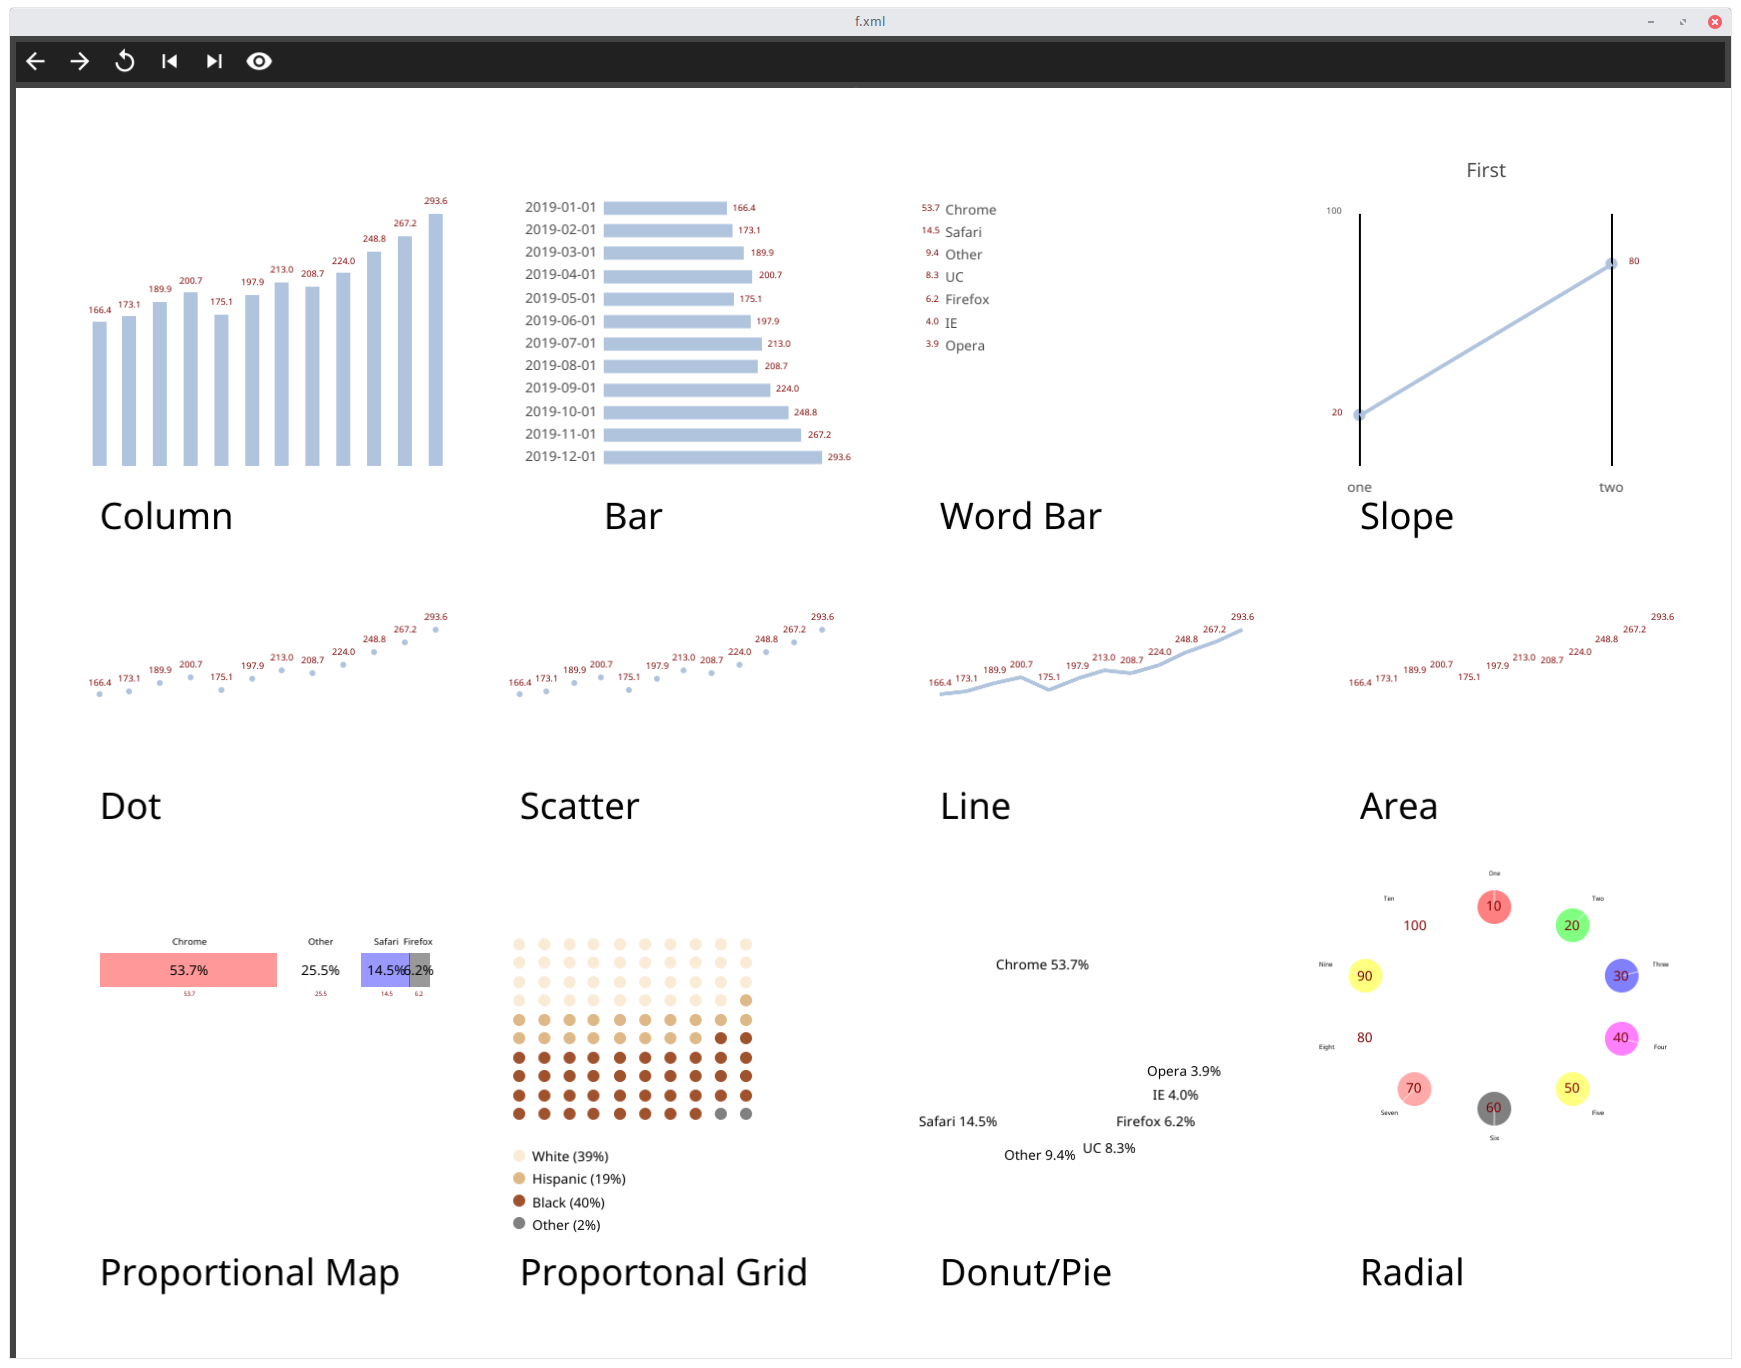 f.xml
166.4 173.1 189.9 200.7 175.1 197.9 213.0 208.7 224.0 248.8 267.2 293.6
Column
2019-01-01 166.4
2019-02-01 173.1
2019-03-01 189.9
2019-04-01 200.7
2019-05-01 175.1
2019-06-01 197.9
2019-07-01 213.0
2019-08-01 208.7
2019-09-01 224.0
2019-10-01 248.8
2019-11-01 267.2
2019-12-01 293.6
Bar
53.7 Chrome
14.5 Safari
9.4 Other
8.3 UC
6.2 Firefox
4.0 IE
3.9 Opera
Word Bar
First
100
80
20
one two
Slope
166.4 173.1 189.9 200.7 175.1 197.9 213.0 208.7 224.0 248.8 267.2 293.6
Dot
166.4 173.1 189.9 200.7 175.1 197.9 213.0 208.7 224.0 248.8 267.2 293.6
Scatter
166.4 173.1 189.9 200.7 175.1 197.9 213.0 208.7 224.0 248.8 267.2 293.6
Line
166.4 173.1 189.9 200.7 175.1 197.9 213.0 208.7 224.0 248.8 267.2 293.6
Area
Chrome Other Safari Firefox
53.7% 25.5% 14.5% 6.2%
53.7 25.5 14.5 6.2
Proportional Map
White (39%)
Hispanic (19%)
Black (40%)
Other (2%)
Proportonal Grid
Chrome 53.7%
Opera 3.9%
IE 4.0%
Safari 14.5%
Firefox 6.2%
UC 8.3%
Other 9.4%
Donut/Pie
One
10
Two
20
Three
30
Four
40
Five
50
Six
60
Seven
70
Eight
80
Nine
90
Ten
100
Radial